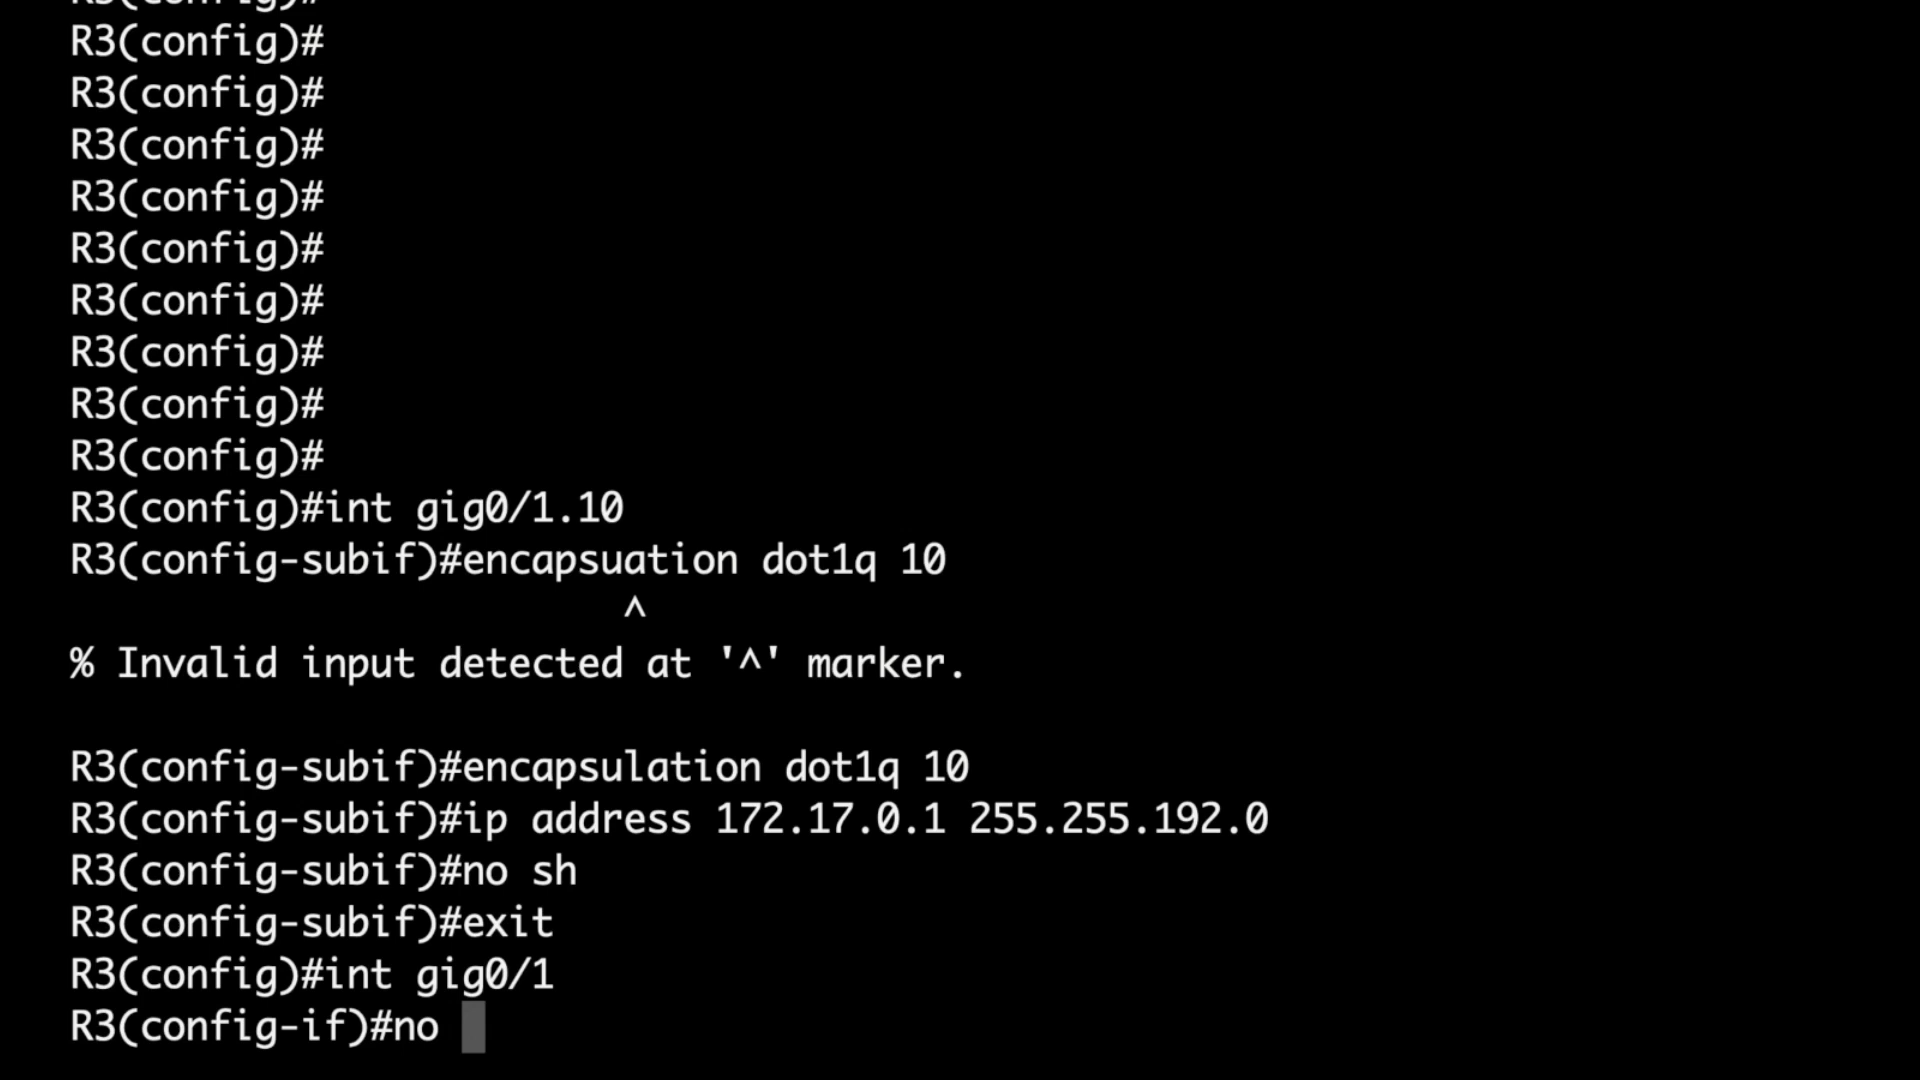 R3(config)#
R3(config)#
R3(config)#
R3(config)#
R3(config)#
R3(config)#
R3(config)#
R3(config)#
R3(config)#
R3(config)#
R3(config)#int gig0/1.10
R3(config-subif)#encapsuation dot1q 10
^
% Invalid input detected at '^' marker.
R3(config-subif)#encapsulation dot1q 10
R3(config-subif)#ip address 172.17.0.1 255.255.192.0
R3(config-subif)#no sh
R3(config-subif)#exit
R3(config)#int gig0/1
R3(config-if)#no